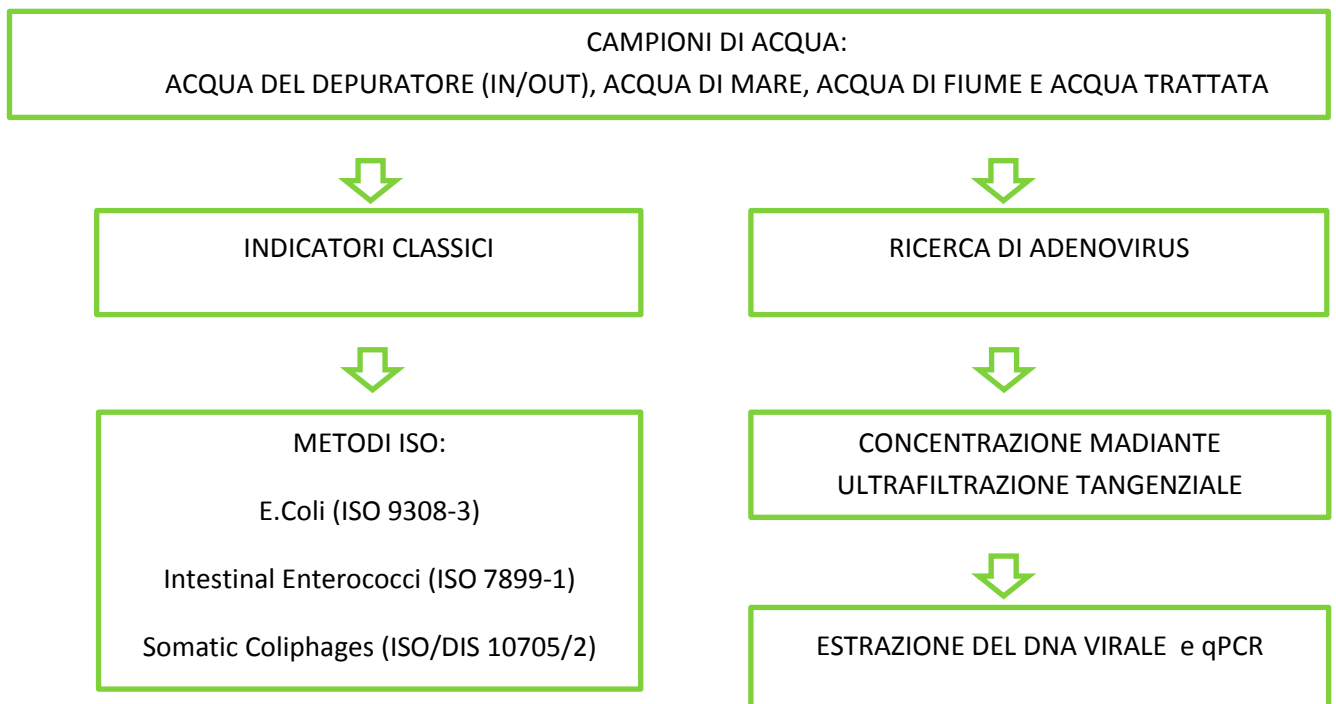 CAMPIONI DI ACQUA:
ACQUA DEL DEPURATORE (IN/OUT), ACQUA DI MARE, ACQUA DI FIUME E ACQUA TRATTATA
INDICATORI CLASSICI
RICERCA DI ADENOVIRUS
METODI ISO:
E.Coli (ISO 9308-3)
Intestinal Enterococci (ISO 7899-1)
Somatic Coliphages (ISO/DIS 10705/2)
CONCENTRAZIONE MADIANTE
ULTRAFILTRAZIONE TANGENZIALE
ESTRAZIONE DEL DNA VIRALE e qPCR